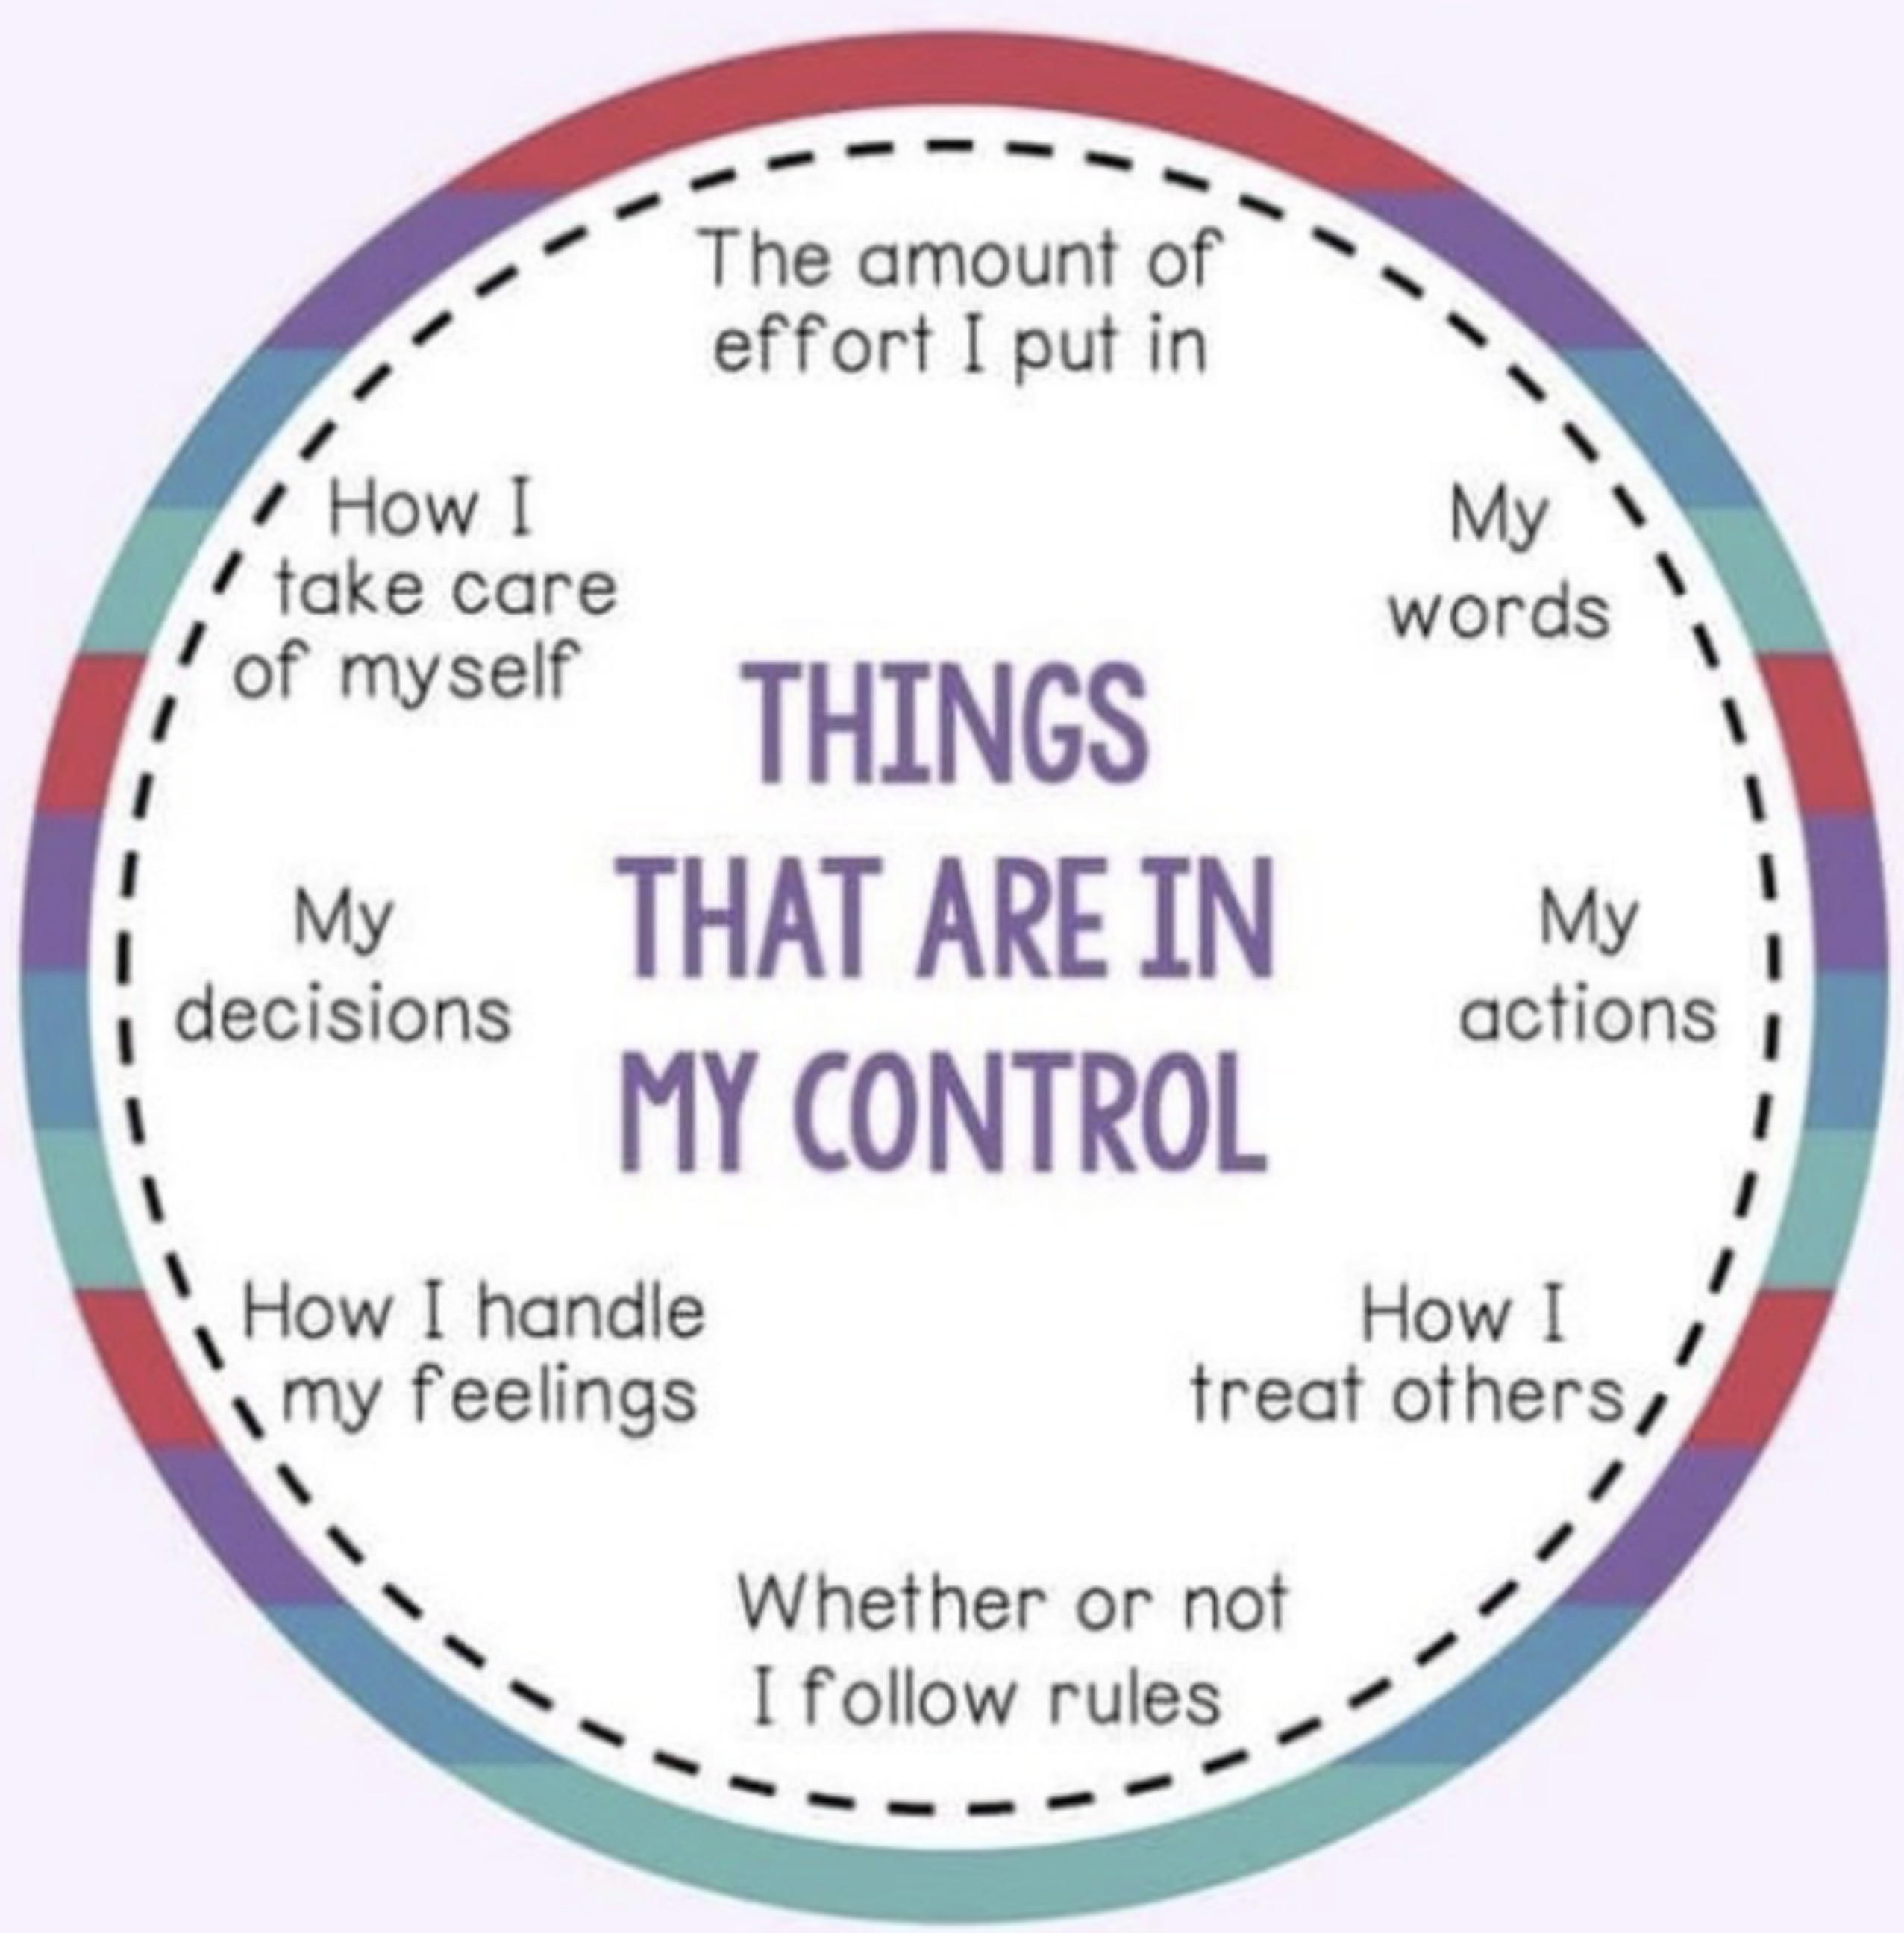 The amount of
effort I put in
My
words
My
actions
How I
treat others
Whether or not
I follow rules
How I handle
my feelings
My
decisions
How I
take care
of myself
THINGS
THAT ARE IN
MY CONTROL